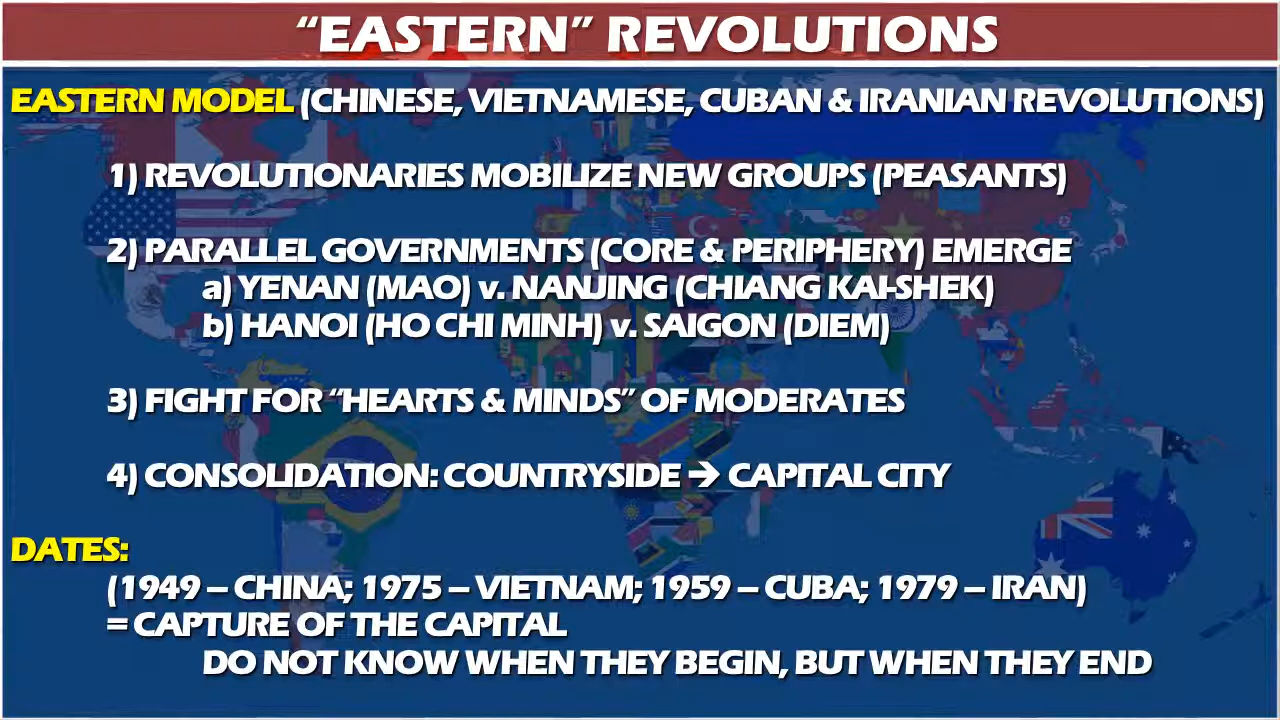 “EASTERN” REVOLUTIONS
EASTERN MODEL (CHINESE, VIETNAMESE, CUBAN & IRANIAN REVOLUTIONS)
1) REVOLUTIONARIES MOBILIZE NEW GROUPS (PEASANTS)
2) PARALLEL GOVERNMENTS (CORE & PERIPHERY) EMERGE
a) YENAN (MAO) v. NANJING (CHIANG KAI-SHEK)
b) HANOI (HO CHI MINH) v. SAIGON (DIEM)
3) FIGHT FOR “HEARTS & MINDS” OF MODERATES
4) CONSOLIDATION: COUNTRYSIDE → CAPITAL CITY
DATES:
(1949 – CHINA; 1975 – VIETNAM; 1959 – CUBA; 1979 – IRAN)
= CAPTURE OF THE CAPITAL
DO NOT KNOW WHEN THEY BEGIN, BUT WHEN THEY END